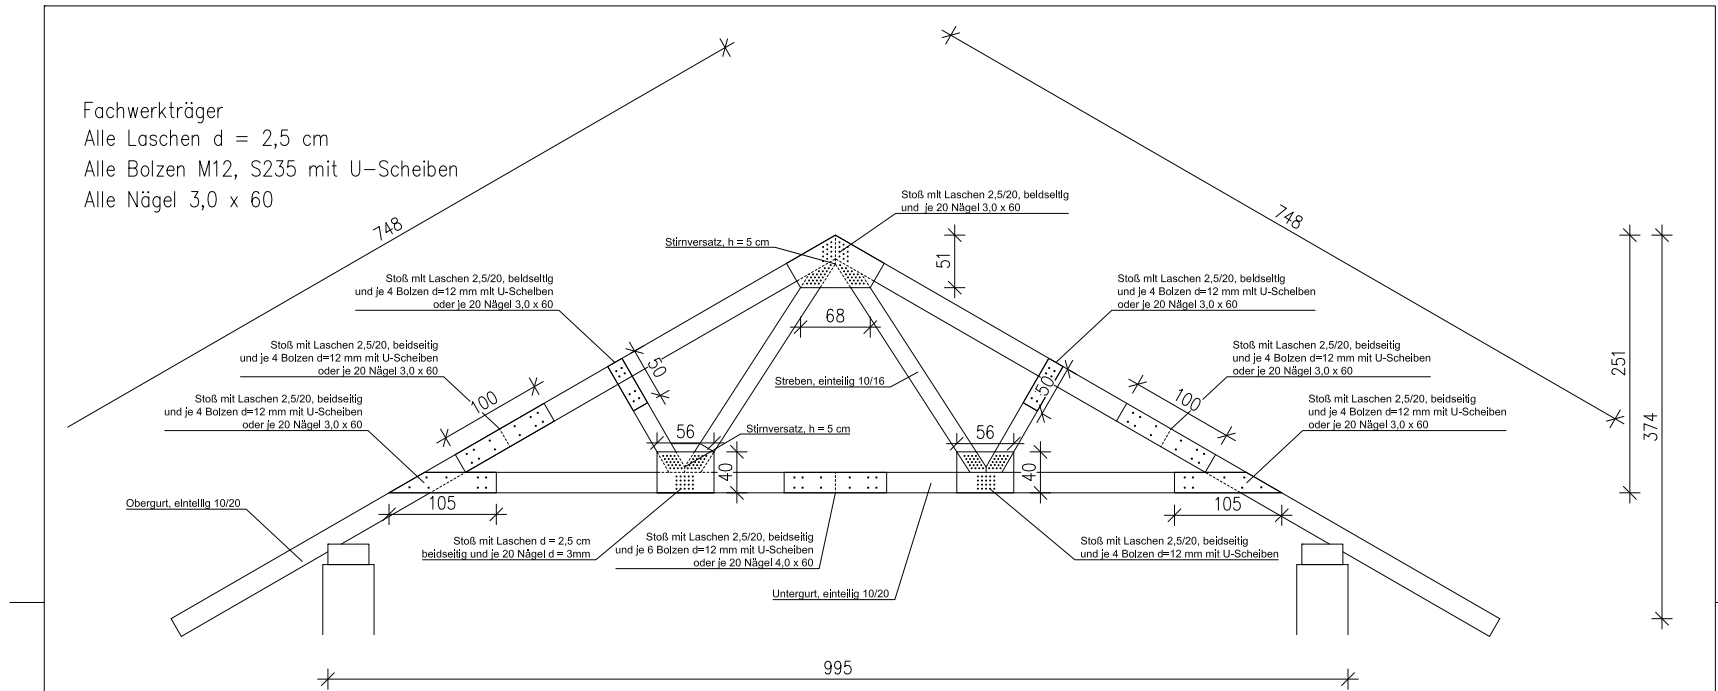 Fachwerkträger
Alle Laschen d = 2,5 cm
Alle Bolzen M12, S235 mit U-Scheiben
Alle Nägel 3,0 x 60
748
748
Stoß mit Laschen 2,5/20, beidseitig
und je 20 Nägel 3,0 x 60
Stirnversatz, h = 5 cm
51
Stoß mit Laschen 2,5/20, beidseitig
und je 4 Bolzen d=12 mm mit U-Scheiben
oder je 20 Nägel 3,0 x 60
Stoß mit Laschen 2,5/20, beidseitig
und je 4 Bolzen d=12 mm mit U-Scheiben
oder je 20 Nägel 3,0 x 60
68
Stoß mit Laschen 2,5/20, beidseitig
und je 4 Bolzen d=12 mm mit U-Scheiben
oder je 20 Nägel 3,0 x 60
Stoß mit Laschen 2,5/20, beidseitig
und je 4 Bolzen d=12 mm mit U-Scheiben
oder je 20 Nägel 3,0 x 60
50
50
251
374
Streben, einteilig 10/16
100
100
Stoß mit Laschen 2,5/20, beidseitig
und je 4 Bolzen d=12 mm mit U-Scheiben
oder je 20 Nägel 3,0 x 60
Stoß mit Laschen 2,5/20, beidseitig
und je 4 Bolzen d=12 mm mit U-Scheiben
oder je 20 Nägel 3,0 x 60
56
Stirnversatz, h = 5 cm
56
40
40
Obergurt, einteilig 10/20
105
105
Stoß mit Laschen d = 2,5 cm
beidseitig und je 20 Nägel d = 3mm
Stoß mit Laschen 2,5/20, beidseitig
und je 6 Bolzen d=12 mm mit U-Scheiben
oder je 20 Nägel 4,0 x 60
Stoß mit Laschen 2,5/20, beidseitig
und je 4 Bolzen d=12 mm mit U-Scheiben
Untergurt, einteilig 10/20
995